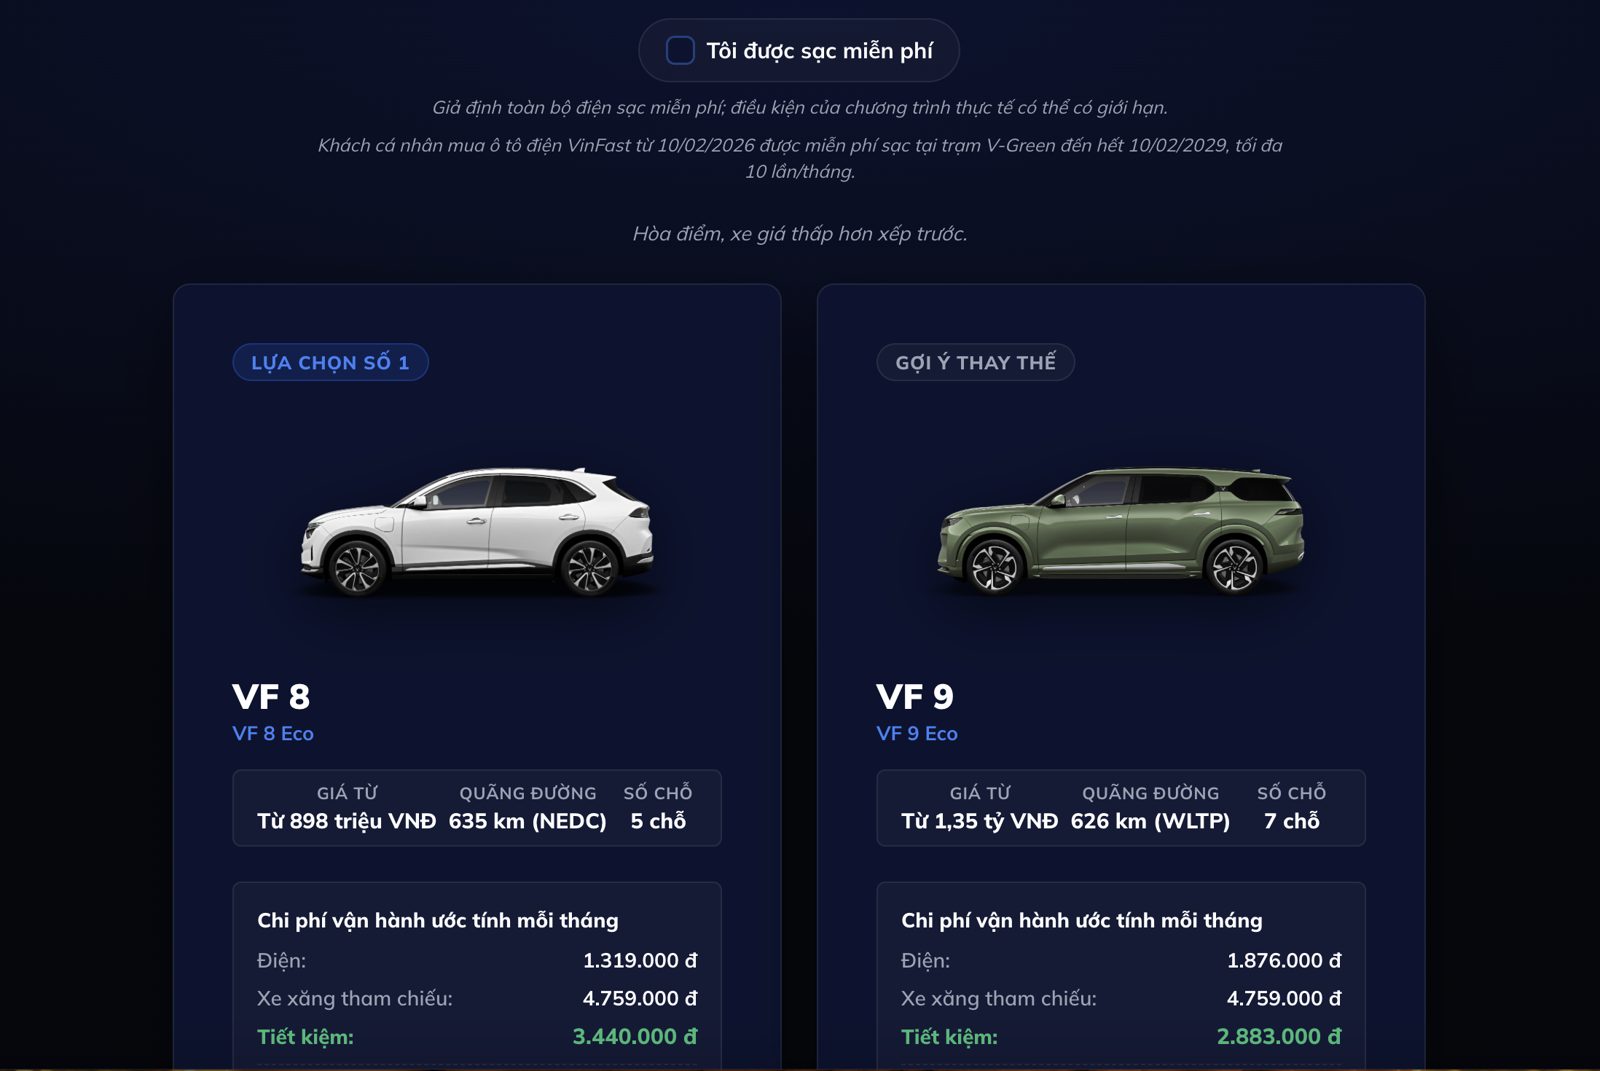 Tôi được sạc miễn phí
Giả định toàn bộ điện sạc miễn phí; điều kiện của chương trình thực tế có thể có giới hạn.
Khách cá nhân mua ô tô điện VinFast từ 10/02/2026 được miễn phí sạc tại trạm V-Green đến hết 10/02/2029, tối đa
10 lần/tháng.
Hòa điểm, xe giá thấp hơn xếp trước.
LỰA CHỌN SỐ 1
VF 8
VF 8 Eco
GIÁ TỪ QUÃNG ĐƯỜNG SỐ CHỖ
Từ 898 triệu VNĐ 635 km (NEDC) 5 chỗ
Chi phí vận hành ước tính mỗi tháng
Điện: 1.319.000 đ
Xe xăng tham chiếu: 4.759.000 đ
Tiết kiệm: 3.440.000 đ
GỢI Ý THAY THẾ
VF 9
VF 9 Eco
GIÁ TỪ QUÃNG ĐƯỜNG SỐ CHỖ
Từ 1,35 tỷ VNĐ 626 km (WLTP) 7 chỗ
Chi phí vận hành ước tính mỗi tháng
Điện: 1.876.000 đ
Xe xăng tham chiếu: 4.759.000 đ
Tiết kiệm: 2.883.000 đ